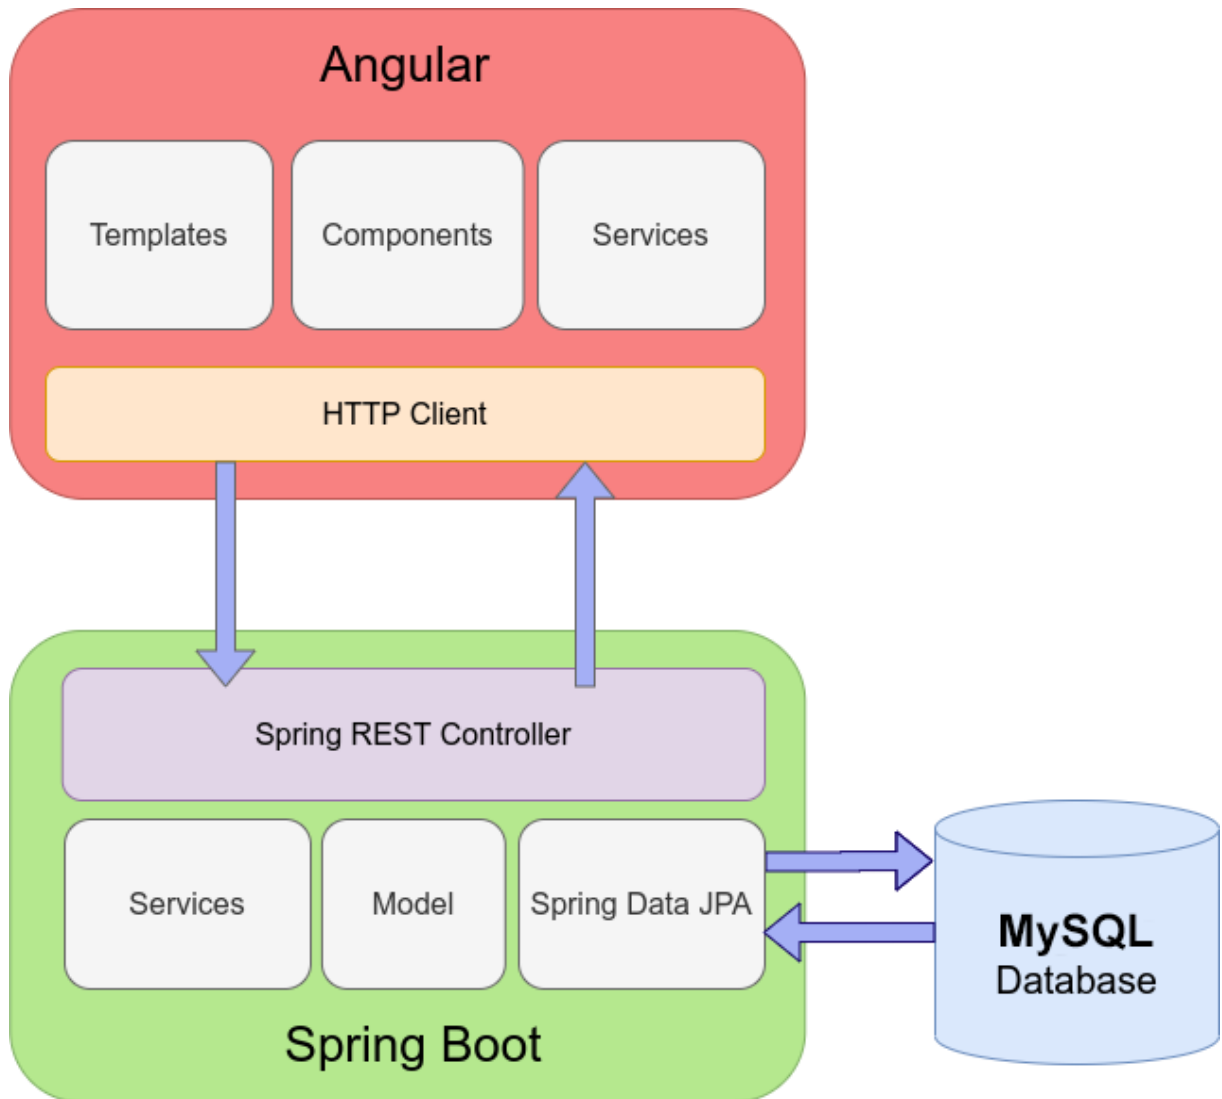 Angular
Templates
Components
Services
HTTP Client
Spring REST Controller
Services
Model
Spring Data JPA
MySQL
Database
Spring Boot